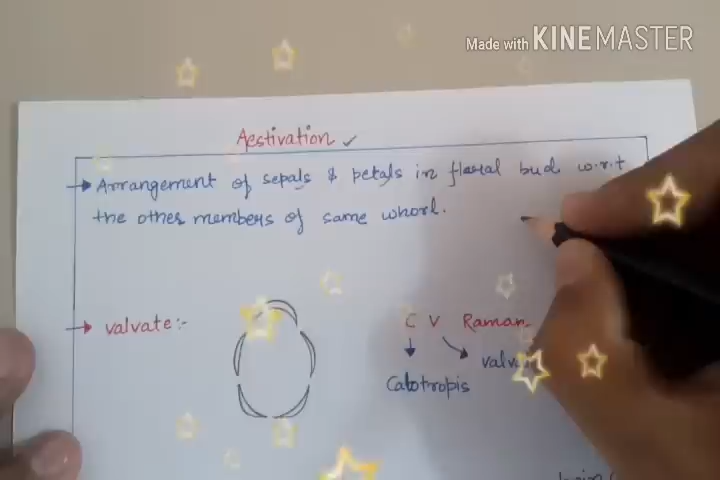 Made with KINEMASTER
Aestivation ✓
→ Arrangement of sepals & petals in floral bud w.r.t
the other members of same whorl.
→ valvate:-
C V Raman
Calotropis